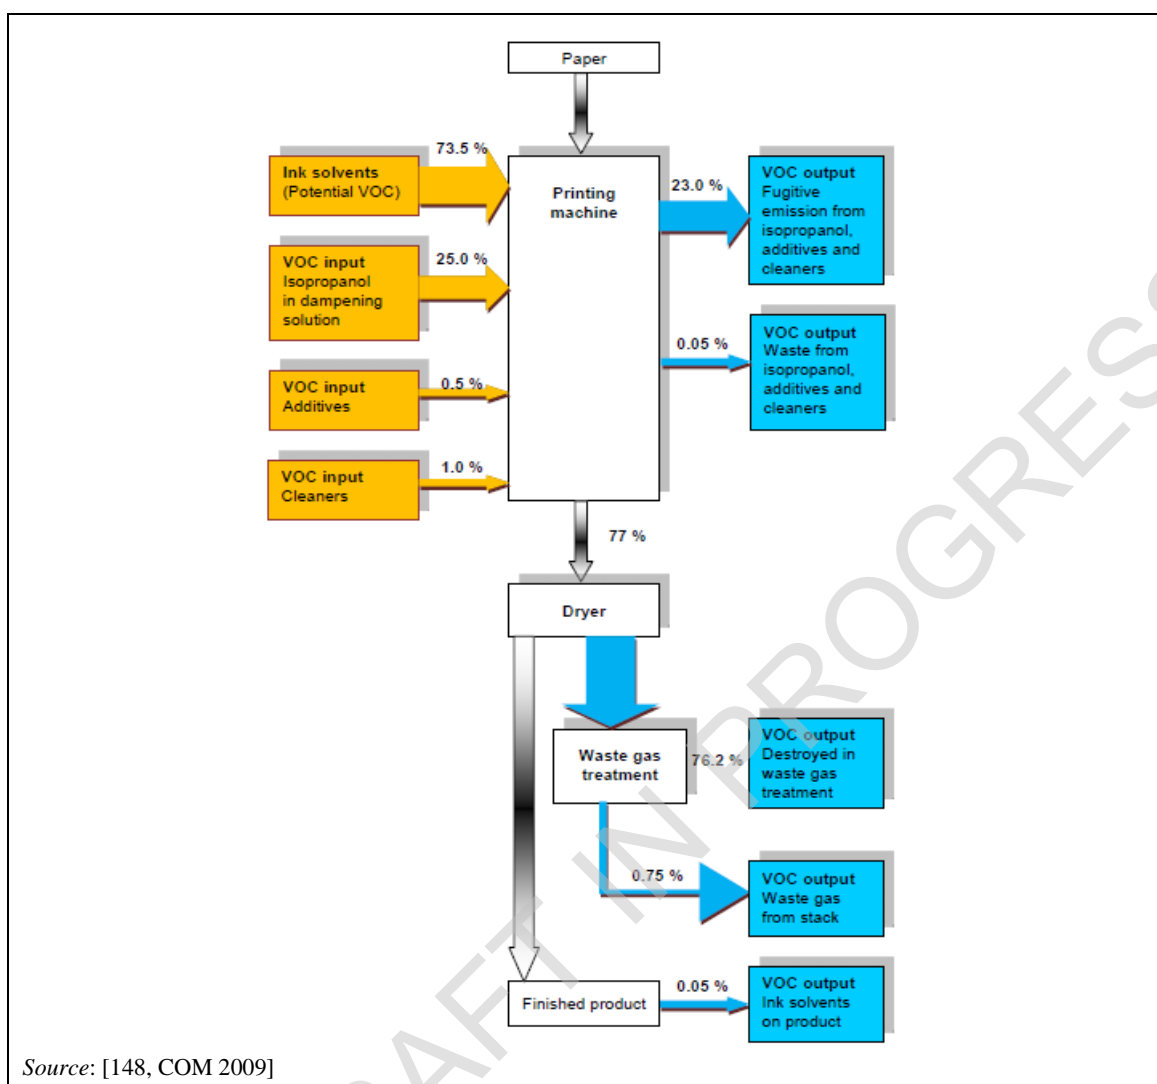 Paper
73.5 %
Ink solvents
(Potential VOC)
Printing
machine
23.0 %
VOC output
Fugitive
emission from
isopropanol,
additives and
cleaners
VOC input
Isopropanol
in dampening
solution
25.0 %
0.05 %
VOC output
Waste from
isopropanol,
additives and
cleaners
VOC input
Additives
0.5 %
VOC input
Cleaners
1.0 %
77 %
Dryer
Waste gas
treatment
76.2 %
VOC output
Destroyed in
waste gas
treatment
0.75 %
VOC output
Waste gas
from stack
Finished product
0.05 %
VOC output
Ink solvents
on product
Source: [148, COM 2009]
AFT IN PROGRESS